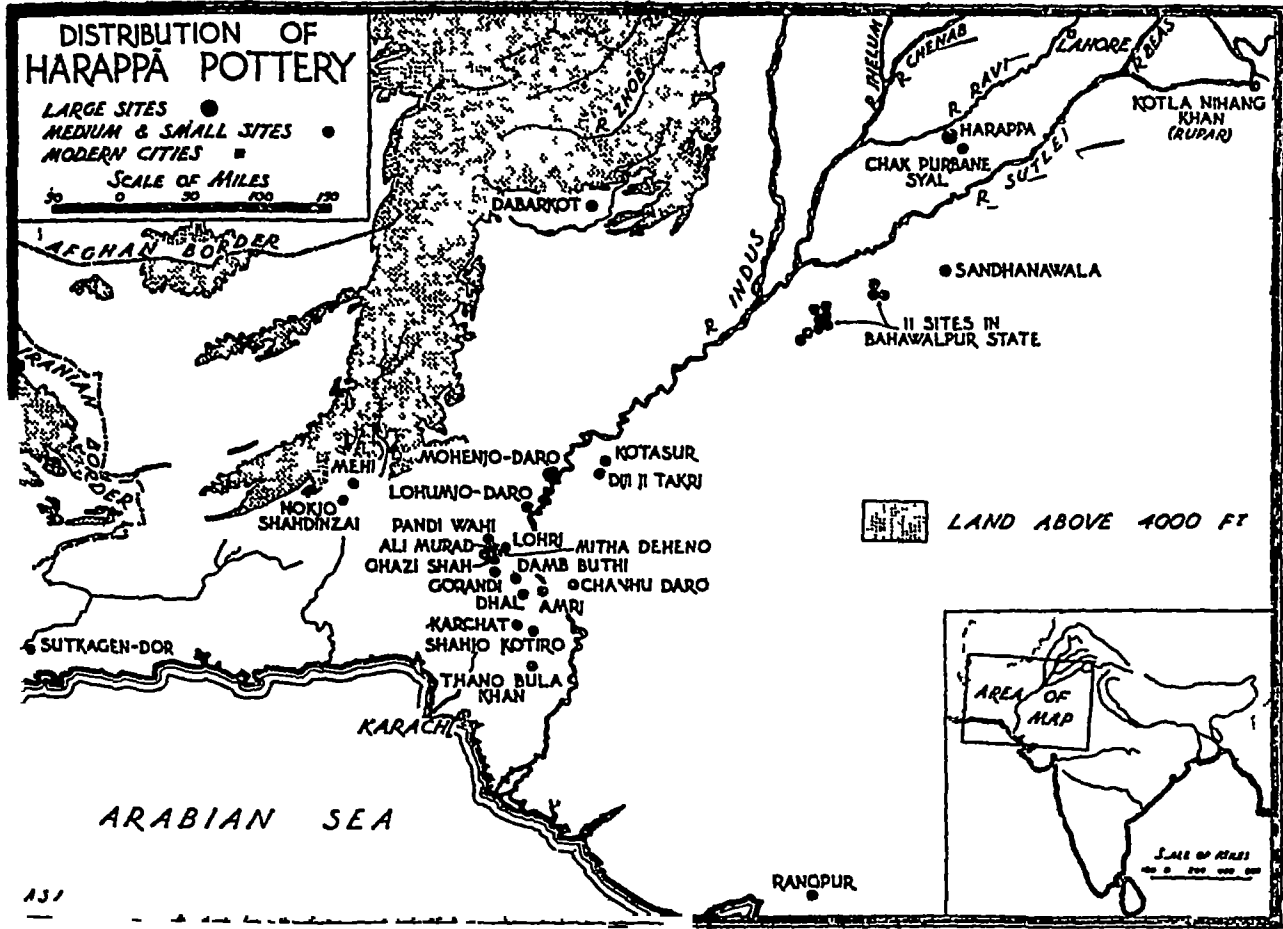 DISTRIBUTION OF
HARAPPĀ POTTERY
LARGE SITES
MEDIUM & SMALL SITES
MODERN CITIES
SCALE OF MILES
50 0 50 100 150
AFGHAN BORDER
IRANIAN BORDER
R. ZHOB
DABARKOT
R. INDUS
R. JHELUM
R. CHENAB
R. RAVI
LAHORE
R. BEAS
KOTLA NIHANG
KHAN
(RUPAR)
HARAPPA
CHAK PURBANE
SYAL
R. SUTLEJ
SANDHANAWALA
11 SITES IN
BAHAWALPUR STATE
MEHI
NOKJO
SHAHDINZAI
MOHENJO-DARO
KOTASUR
DIJI JI TAKRI
LOHUMJO-DARO
PANDI WAHI
LOHRI
ALI MURAD
MITHA DEHENO
GHAZI SHAH
DAMB BUTHI
GORANDI
CHANHU DARO
DHAL
AMRI
KARCHAT
SHAHJO KOTIRO
THANO BULA
KHAN
SUTKAGEN-DOR
KARACHI
ARABIAN SEA
RANGPUR
LAND ABOVE 4000 FT
AREA OF
MAP
SCALE OF MILES